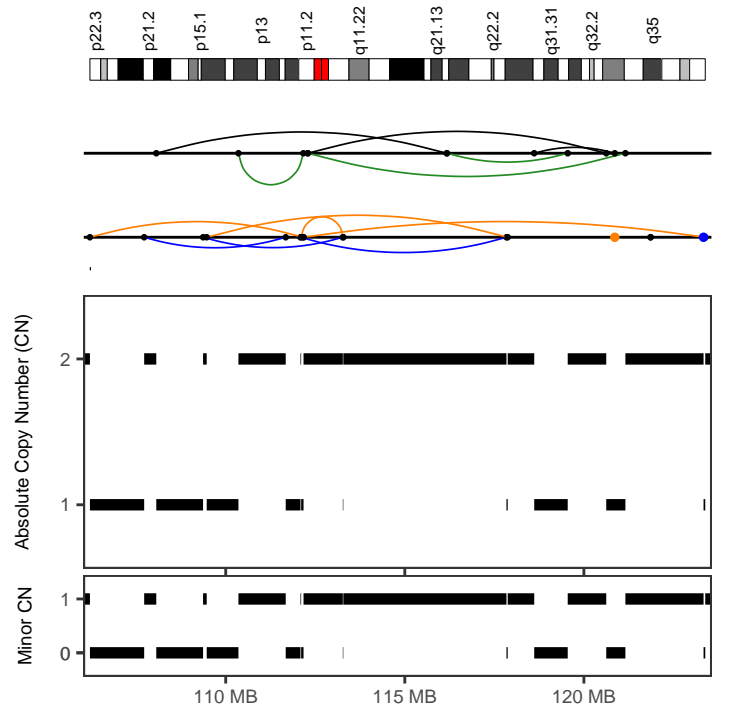 p22.3
p21.2
p15.1
p13
p11.2
q11.22
q21.13
q22.2
q31.31
q32.2
q35
Absolute Copy Number (CN)
2
1
Minor CN
1
0
110 MB
115 MB
120 MB